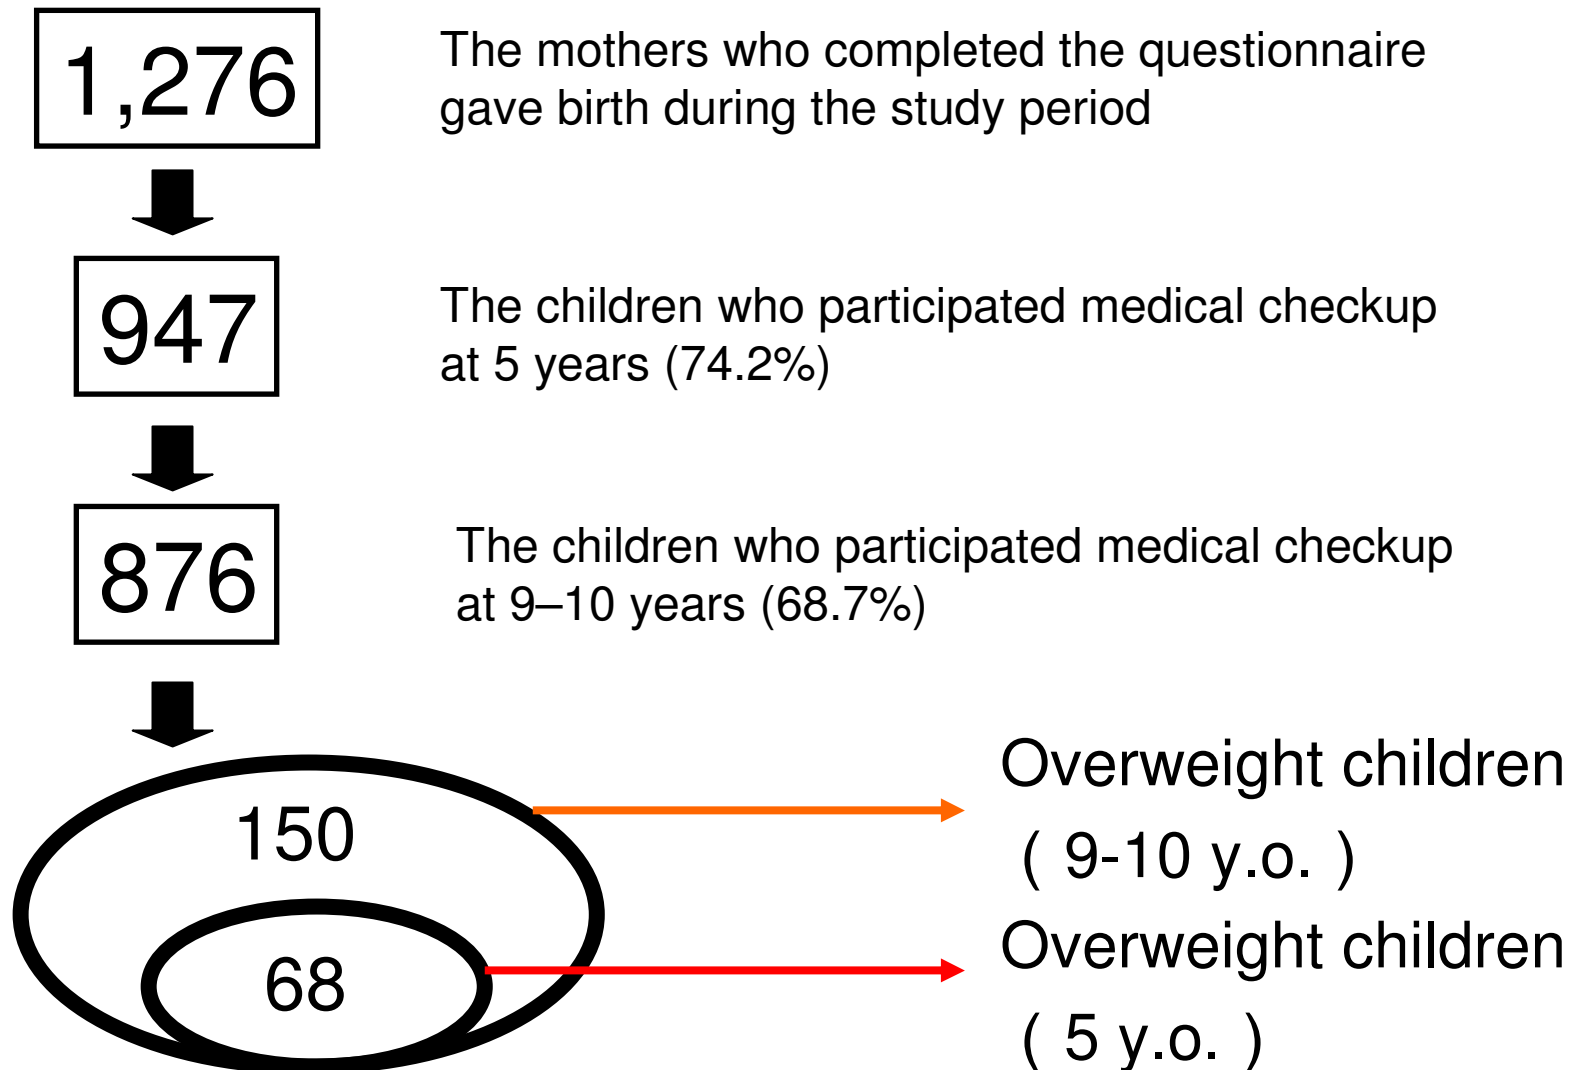 1,276
The mothers who completed the questionnaire
gave birth during the study period
947
The children who participated medical checkup
at 5 years (74.2%)
876
The children who participated medical checkup
at 9–10 years (68.7%)
150
Overweight children
( 9-10 y.o. )
68
Overweight children
( 5 y.o. )